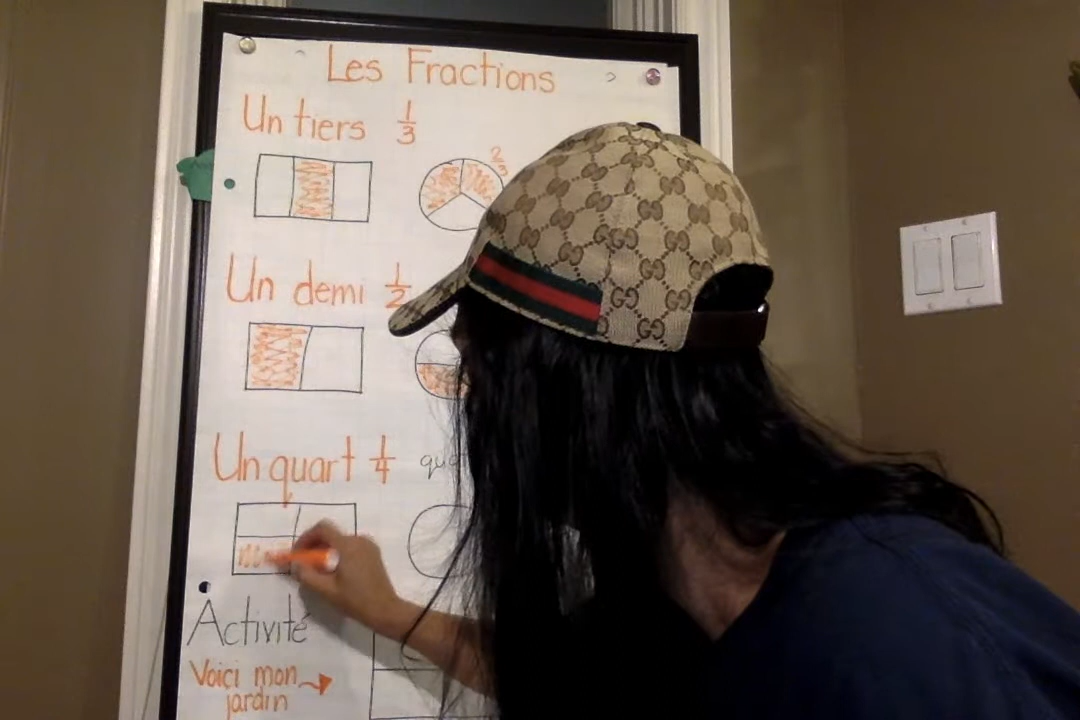 Les Fractions
Un tiers 1/3
2/3
Un demi 1/2
Un quart 1/4
Activité
Voici mon
jardin